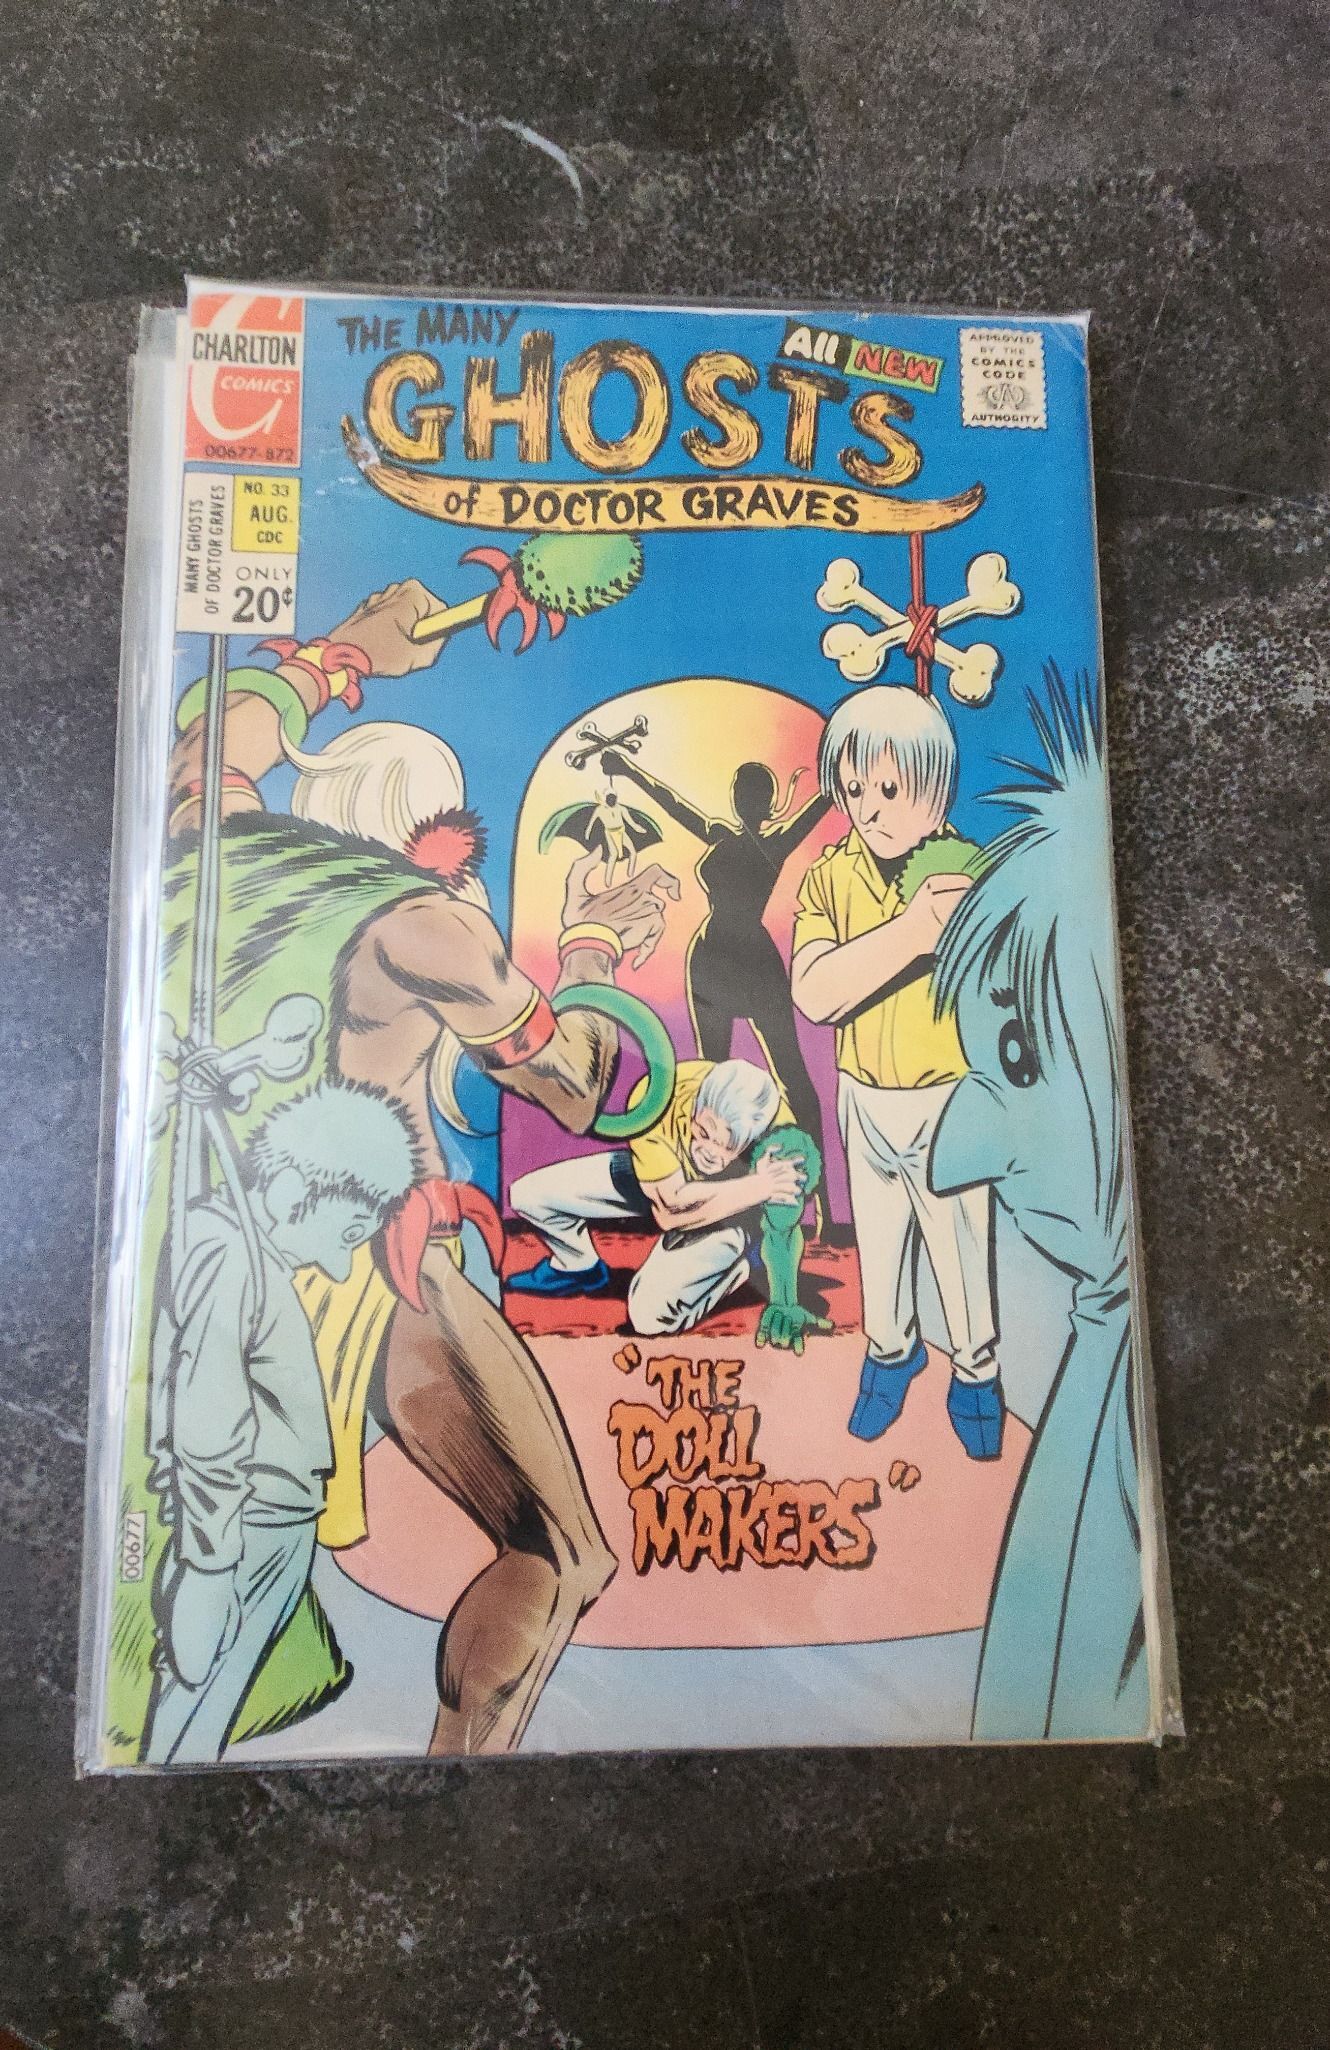 CHARLTON
COMICS
00677-872
MANY GHOSTS
OF DOCTOR GRAVES
NO. 33
AUG.
CDC
ONLY
20¢
THE MANY
GHOSTS
of DOCTOR GRAVES
All NEW
APPROVED
BY THE
COMICS
CODE
AUTHORITY
"THE
DOLL
MAKERS"
00677